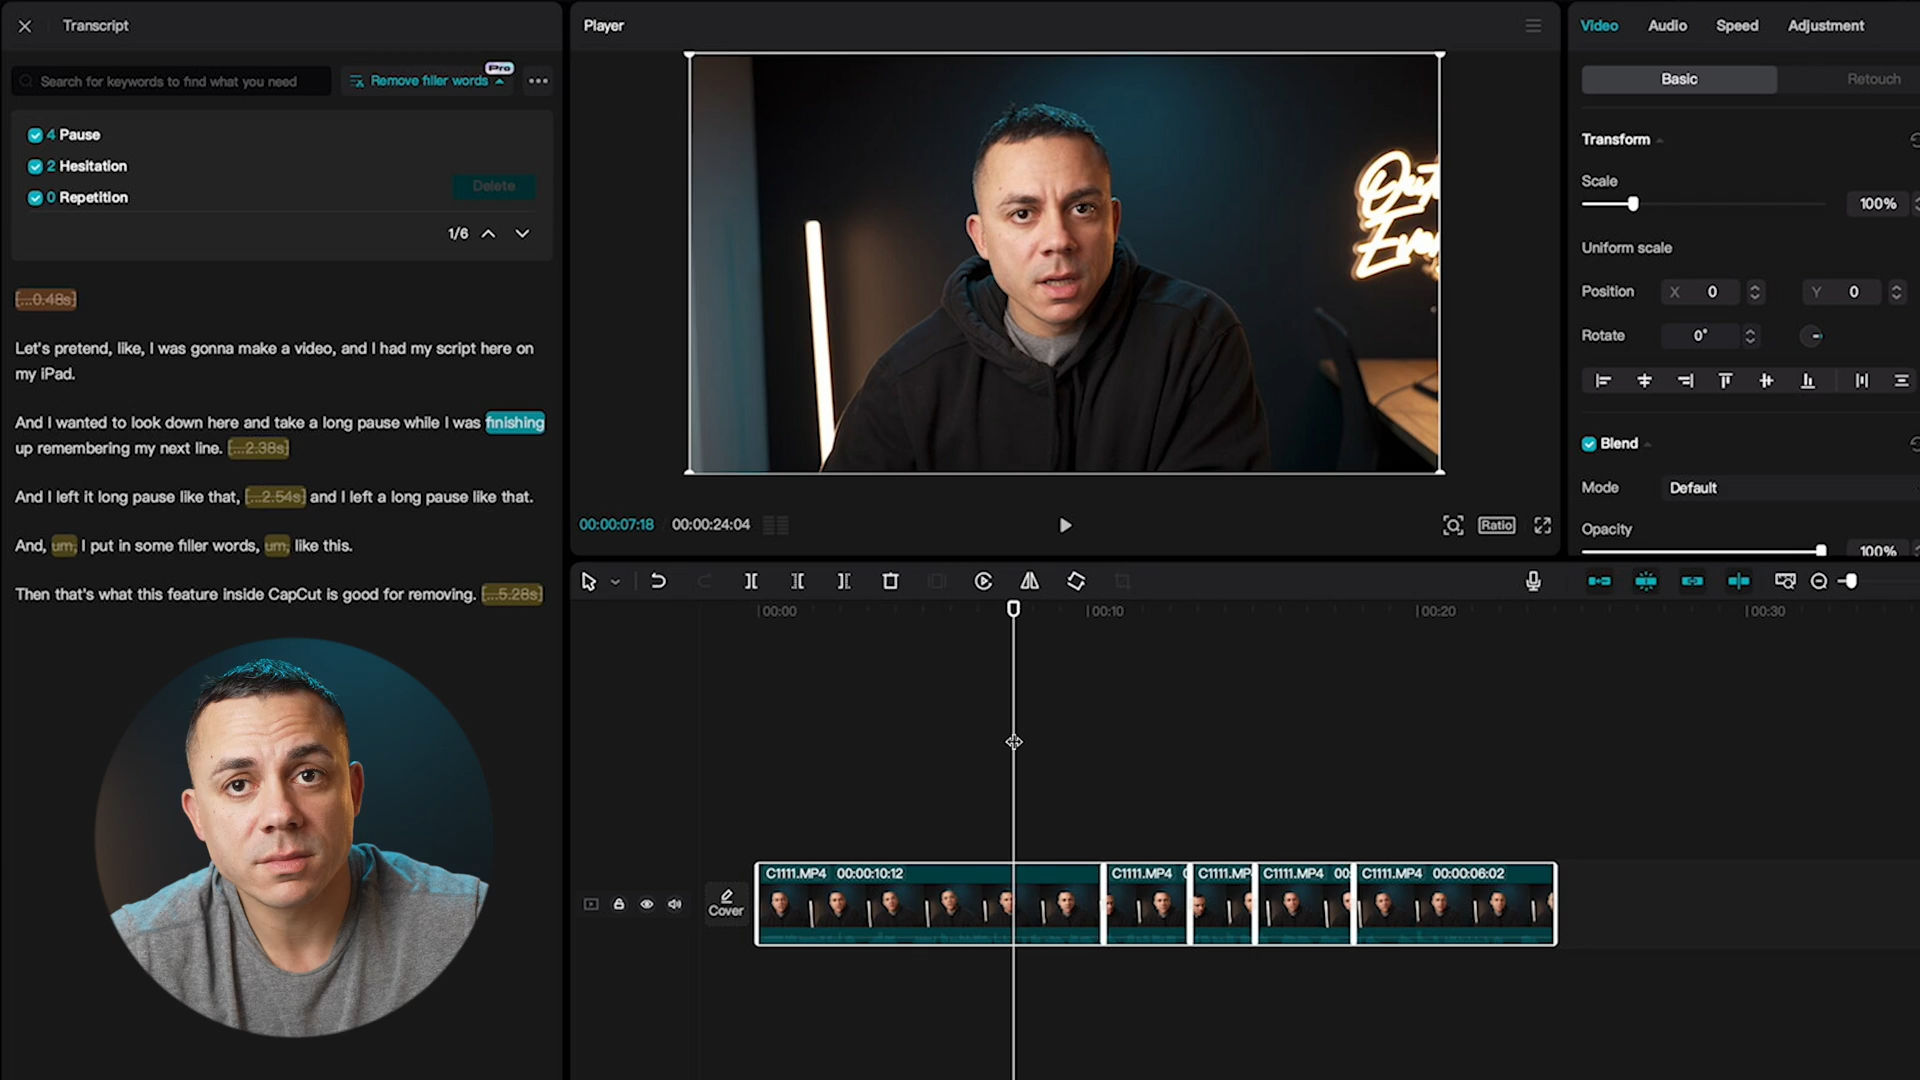 Transcript
Search for keywords to find what you need
Remove filler words
Pro
4 Pause
2 Hesitation
0 Repetition
Delete
1/6
[...0.48s]
Let's pretend, like, I was gonna make a video, and I had my script here on
my iPad.
And I wanted to look down here and take a long pause while I was finishing
up remembering my next line. [...2.38s]
And I left it long pause like that, [...2.54s] and I left a long pause like that.
And, um, I put in some filler words, um, like this.
Then that's what this feature inside CapCut is good for removing. [...5.28s]
Player
00:00:07:18 00:00:24:04
Ratio
Video Audio Speed Adjustment
Basic Retouch
Transform
Scale
100%
Uniform scale
Position X 0 Y 0
Rotate 0°
Blend
Mode Default
Opacity
100%
00:00 00:10 00:20 00:30
Cover
C1111.MP4 00:00:10:12
C1111.MP4
C1111.MP
C1111.MP4 00:
C1111.MP4 00:00:06:02